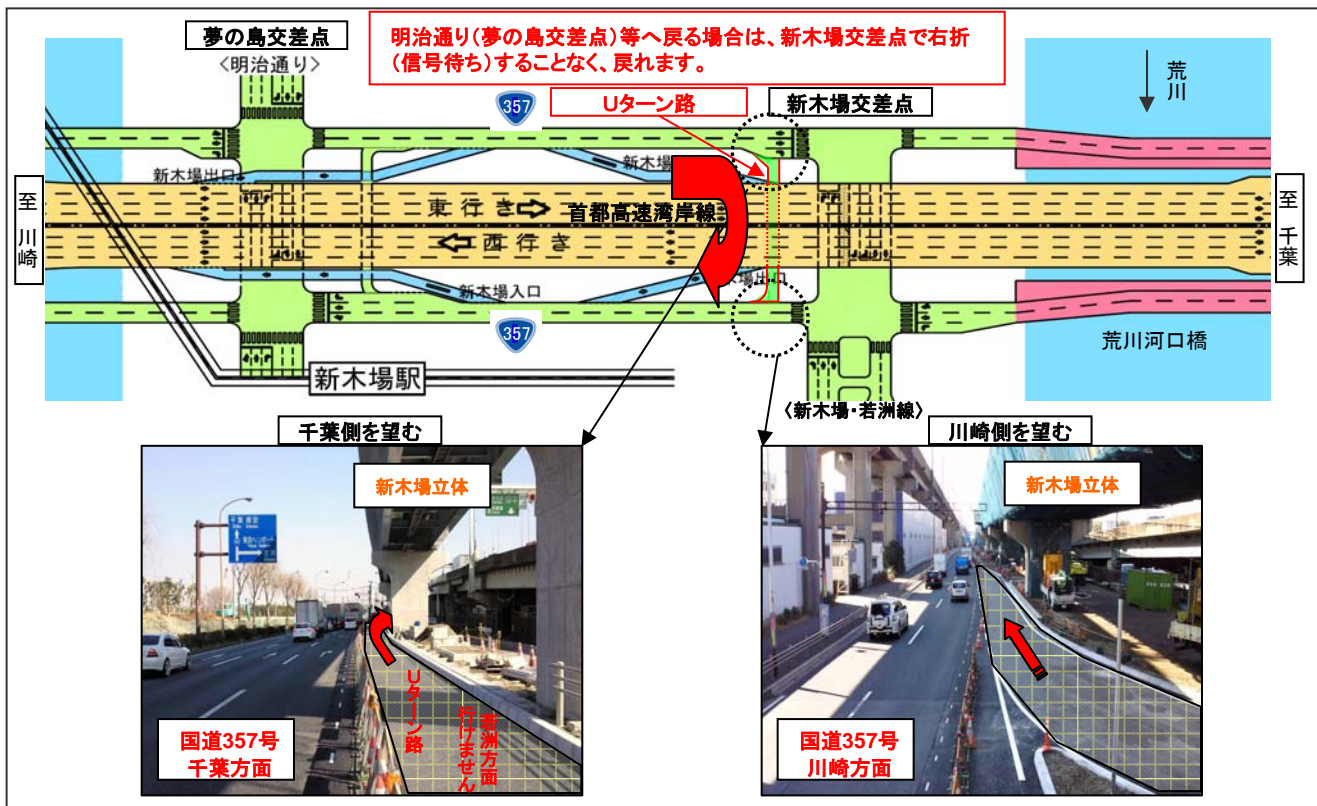 夢の島交差点
〈明治通り〉
明治通り(夢の島交差点)等へ戻る場合は、新木場交差点で右折
(信号待ち)することなく、戻れます。
荒川
357
Uターン路
新木場交差点
新木場出口
新木場
至 川崎
東行き
首都高速湾岸線
西行き
至 千葉
新木場入口
木場出口
357
荒川河口橋
新木場駅
〈新木場・若洲線〉
千葉側を望む
川崎側を望む
新木場立体
Uターン路
若洲方面
行けません
国道357号
千葉方面
新木場立体
国道357号
川崎方面